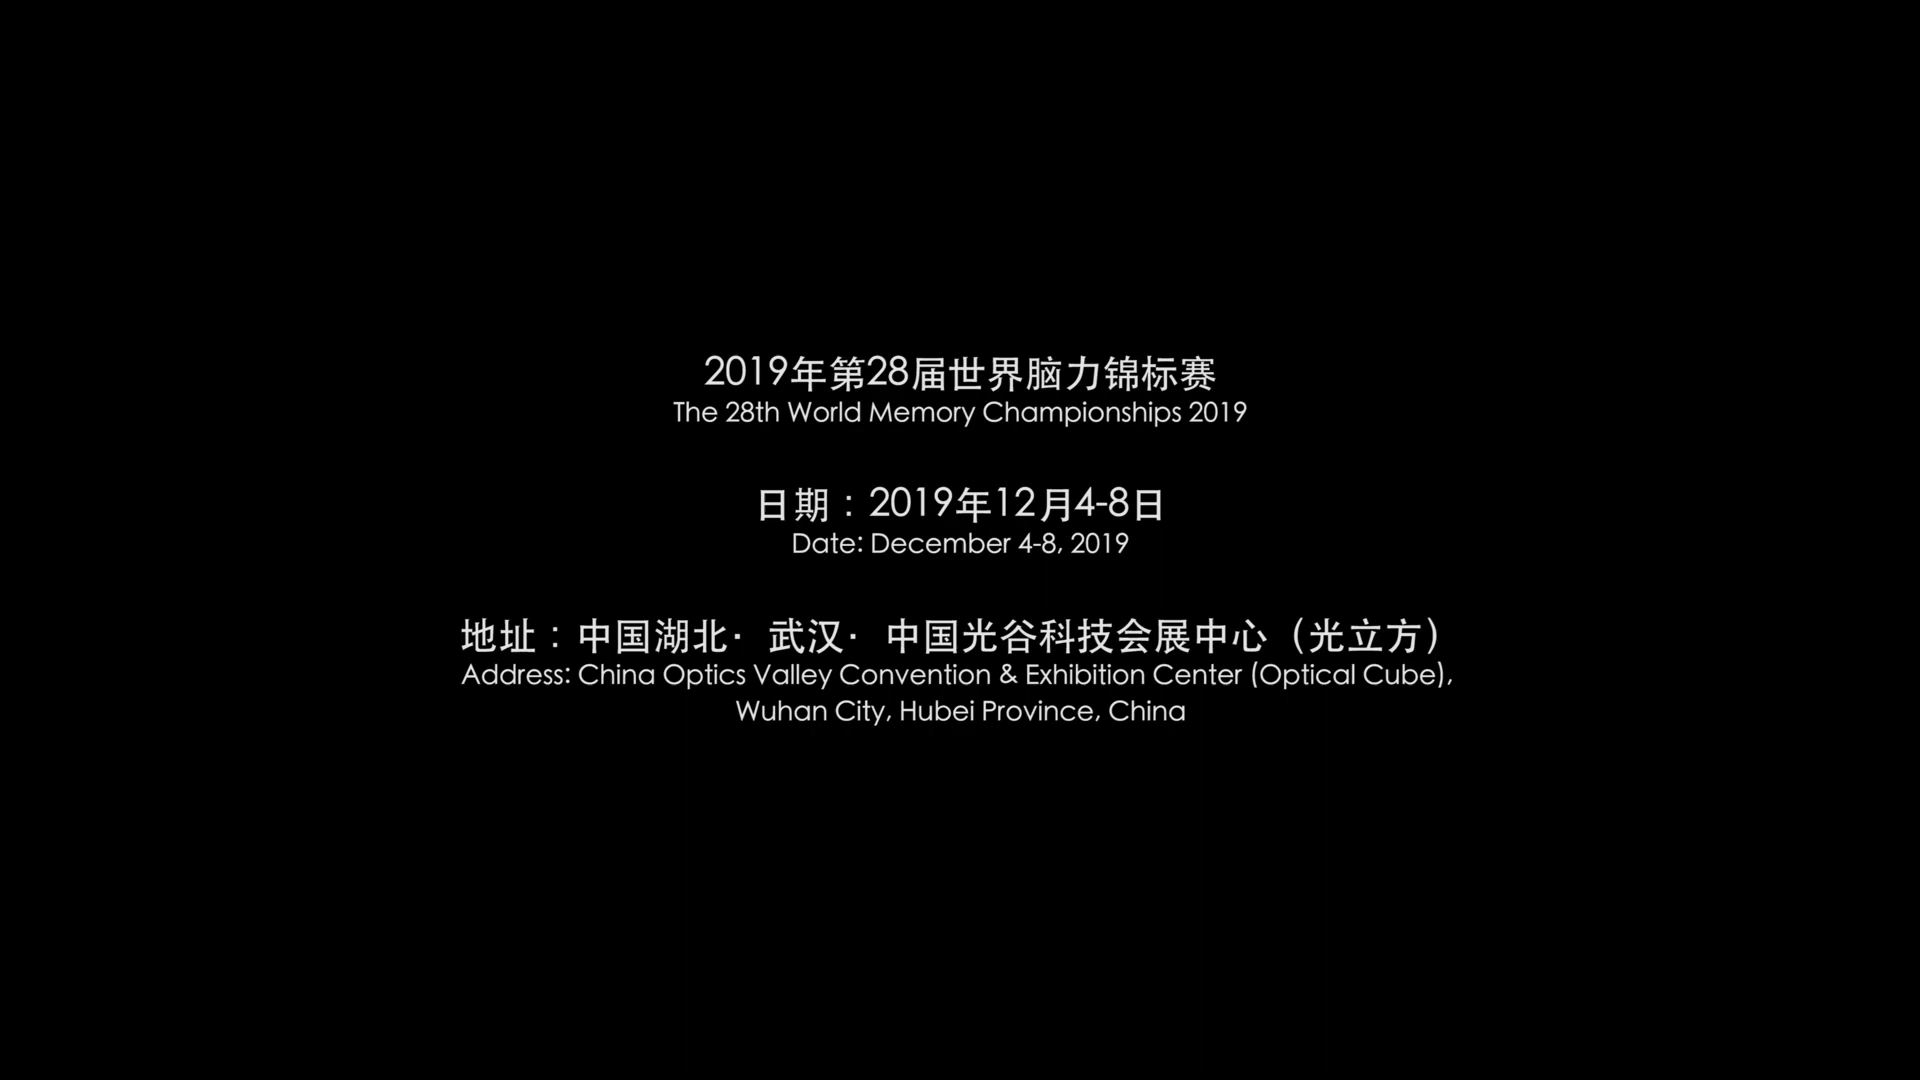 2019年第28届世界脑力锦标赛
The 28th World Memory Championships 2019
日期：2019年12月4-8日
Date: December 4-8, 2019
地址：中国湖北· 武汉· 中国光谷科技会展中心（光立方）
Address: China Optics Valley Convention & Exhibition Center (Optical Cube),
Wuhan City, Hubei Province, China